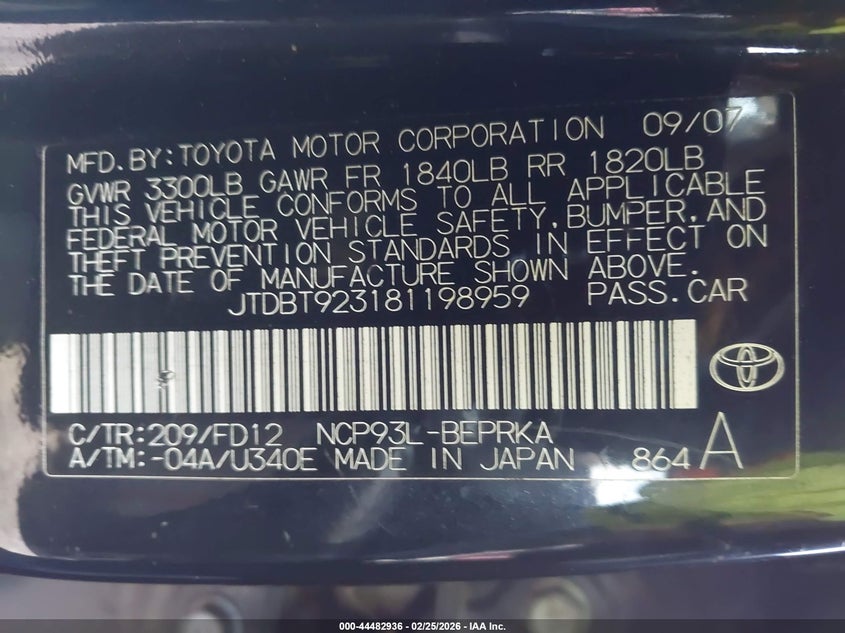 MFD.BY:TOYOTA MOTOR CORPORATION 09/07
GVWR 3300LB GAWR FR 1840LB RR 1820LB
THIS VEHICLE CONFORMS TO ALL APPLICABLE
FEDERAL MOTOR VEHICLE SAFETY,BUMPER,AND
THEFT PREVENTION STANDARDS IN EFFECT ON
THE DATE OF MANUFACTURE SHOWN ABOVE.
JTDBT923181198959 PASS.CAR
C/TR:209/FD12 NCP93L-BEPRKA A
A/TM:-04A/U340E MADE IN JAPAN 864
000-44482936 - 02/25/2026 - IAA Inc.